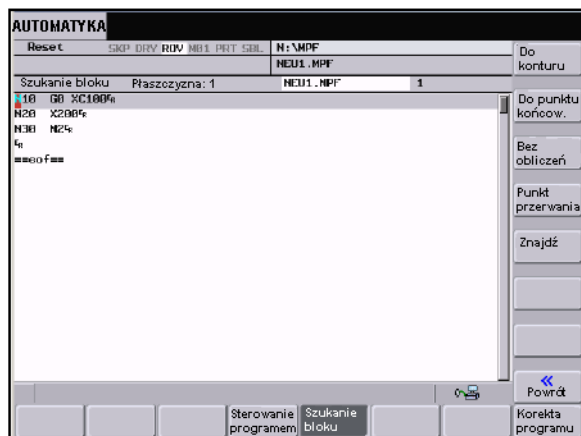 AUTOMATYKA
Reset SKP DRY ROV M01 PRT SBL N:\MPF
NEU1.MPF
Szukanie bloku Płaszczyzna: 1 NEU1.MPF 1
N10 G0 XC100
N20 X200
N30 M2
==eof==
Do konturu
Do punktu końcow.
Bez obliczeń
Punkt przerwania
Znajdź
« Powrót
Sterowanie programem
Szukanie bloku
Korekta programu